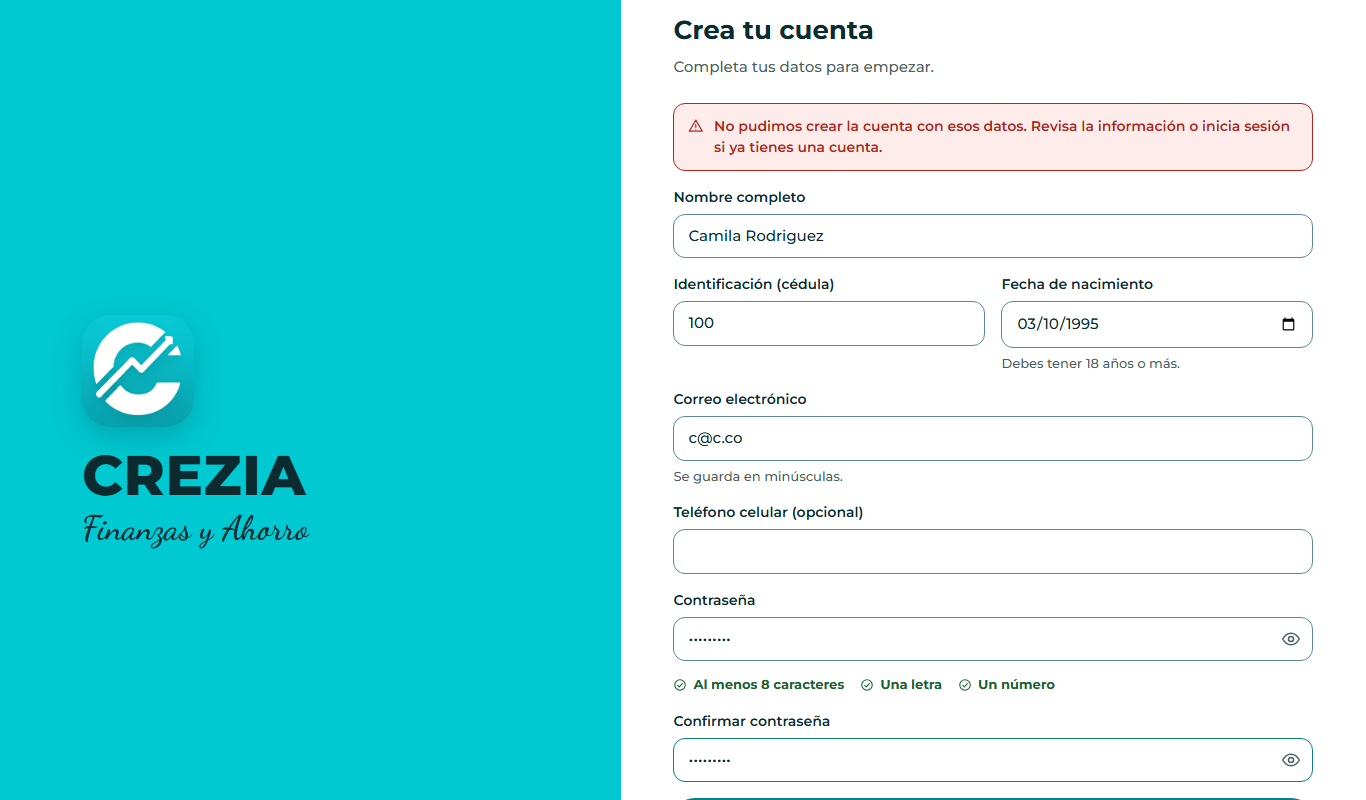 Crea tu cuenta
Completa tus datos para empezar.
No pudimos crear la cuenta con esos datos. Revisa la información o inicia sesión
si ya tienes una cuenta.
Nombre completo
Camila Rodriguez
Identificación (cédula)
100
Fecha de nacimiento
03/10/1995
Debes tener 18 años o más.
Correo electrónico
c@c.co
Se guarda en minúsculas.
Teléfono celular (opcional)
Contraseña
•••••••••
Al menos 8 caracteres
Una letra
Un número
Confirmar contraseña
•••••••••
CREZIA
Finanzas y Ahorro